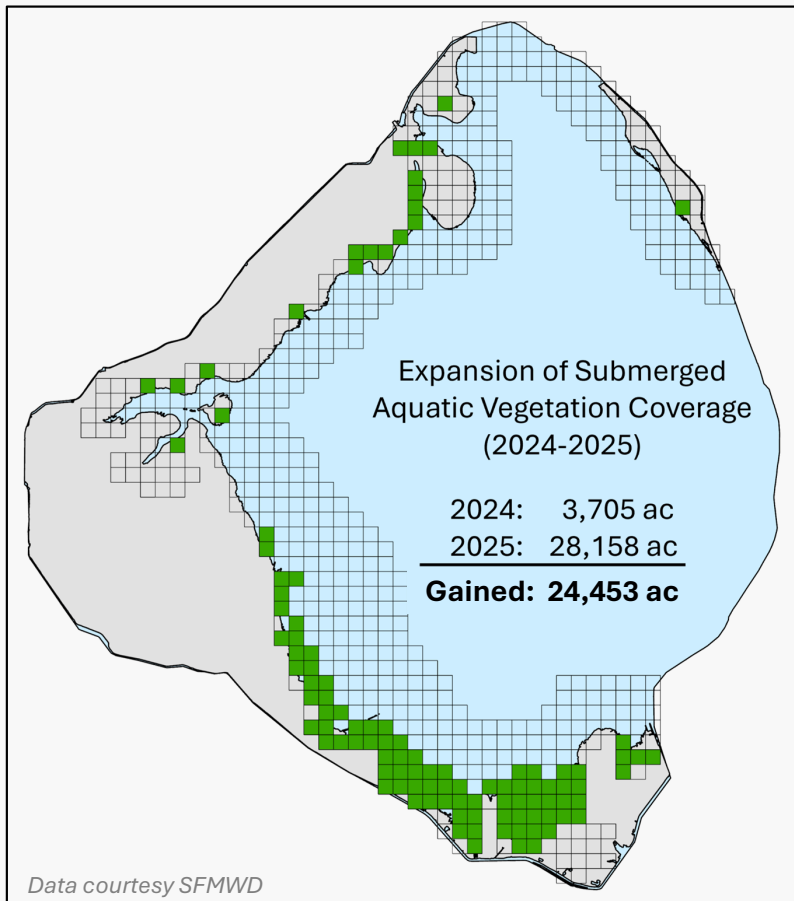 Expansion of Submerged
Aquatic Vegetation Coverage
(2024-2025)
2024: 3,705 ac
2025: 28,158 ac
Gained: 24,453 ac
Data courtesy SFMWD